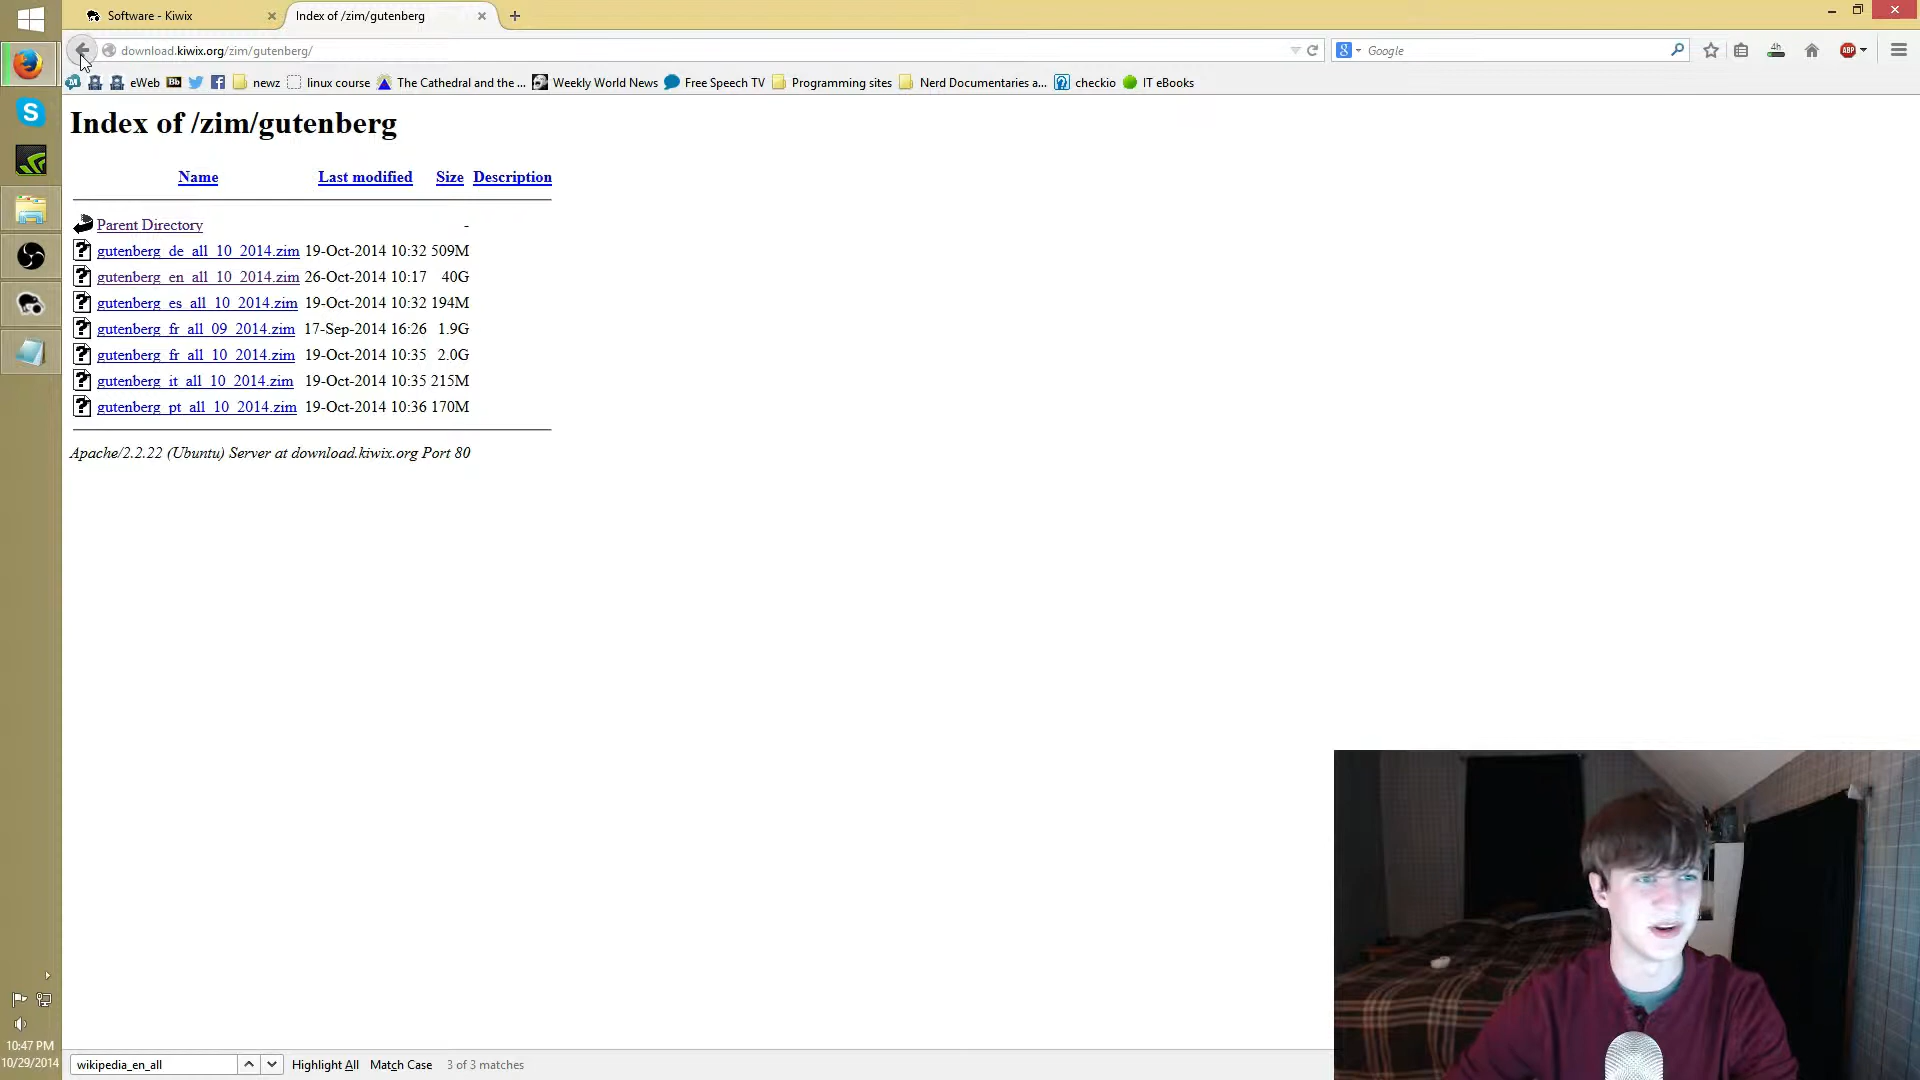 Software - Kiwix
Index of /zim/gutenberg
download.kiwix.org/zim/gutenberg/
Google
eWeb
Bb
newz
linux course
The Cathedral and the ...
Weekly World News
Free Speech TV
Programming sites
Nerd Documentaries a...
checkio
IT eBooks
Index of /zim/gutenberg
Name Last modified Size Description
Parent Directory -
gutenberg_de_all_10_2014.zim 19-Oct-2014 10:32 509M
gutenberg_en_all_10_2014.zim 26-Oct-2014 10:17 40G
gutenberg_es_all_10_2014.zim 19-Oct-2014 10:32 194M
gutenberg_fr_all_09_2014.zim 17-Sep-2014 16:26 1.9G
gutenberg_fr_all_10_2014.zim 19-Oct-2014 10:35 2.0G
gutenberg_it_all_10_2014.zim 19-Oct-2014 10:35 215M
gutenberg_pt_all_10_2014.zim 19-Oct-2014 10:36 170M
Apache/2.2.22 (Ubuntu) Server at download.kiwix.org Port 80
10:47 PM
10/29/2014
wikipedia_en_all Highlight All Match Case 3 of 3 matches